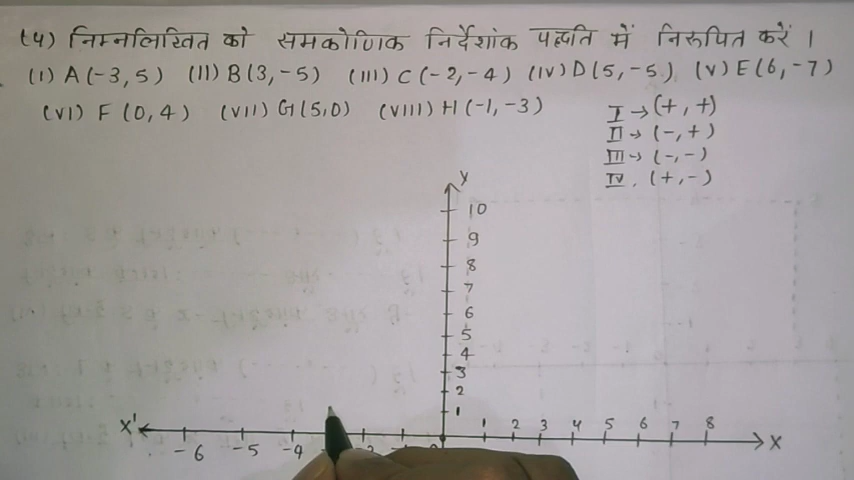 (4) निम्नलिखित को समकोणिक निर्देशांक पद्धति में निरुपित करें ।
(I) A(-3, 5) (II) B(3, -5) (III) C(-2, -4) (IV) D(5, -5) (V) E(6, -7)
(VI) F (0, 4) (VII) G(5, 0) (VIII) H(-1, -3)
I → (+, +)
II → (-, +)
III → (-, -)
IV. (+, -)
Y
10
9
8
7
6
5
4
3
2
1
X' 1 2 3 4 5 6 7 8 X
-6 -5 -4